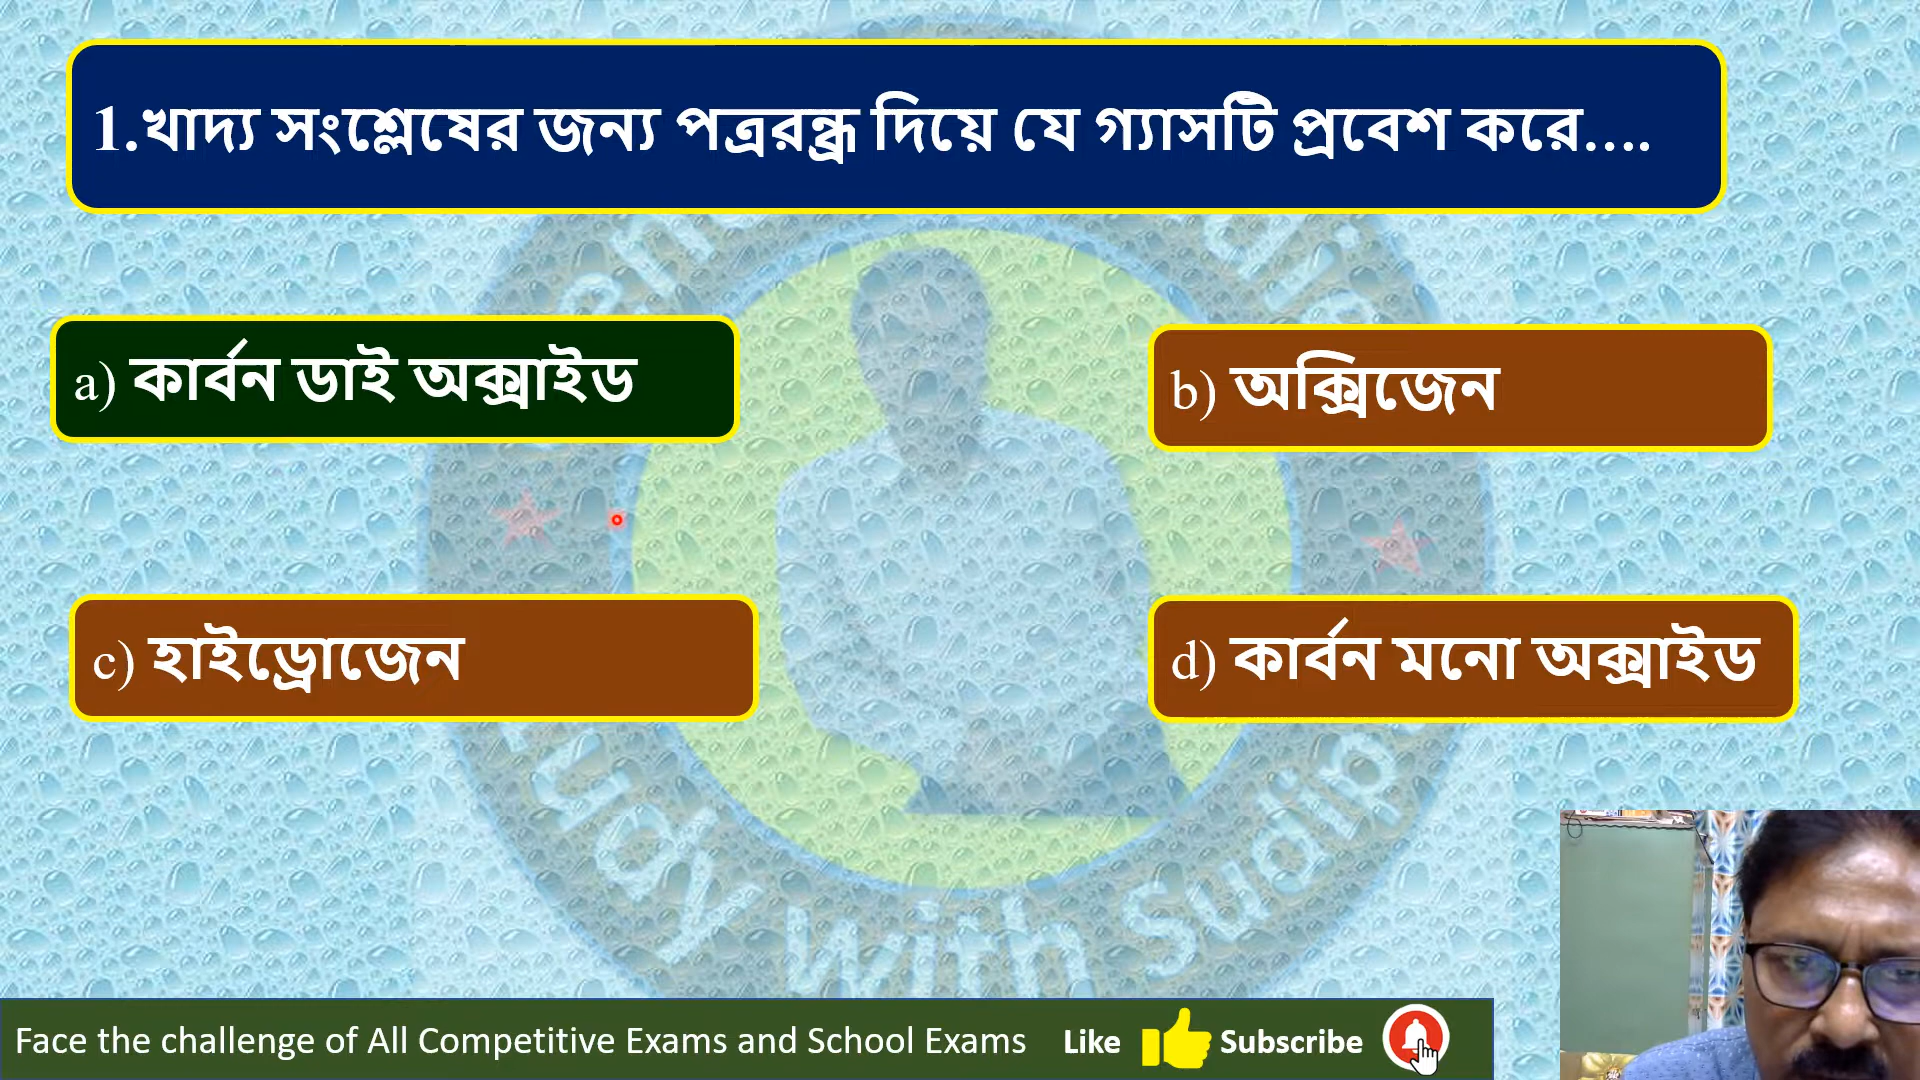 1.খাদ্য সংশ্লেষের জন্য পত্ররন্ধ্র দিয়ে যে গ্যাসটি প্রবেশ করে....
a) কার্বন ডাই অক্সাইড
b) অক্সিজেন
c) হাইড্রোজেন
d) কার্বন মনো অক্সাইড
With
Face the challenge of All Competitive Exams and School Exams Like Subscribe